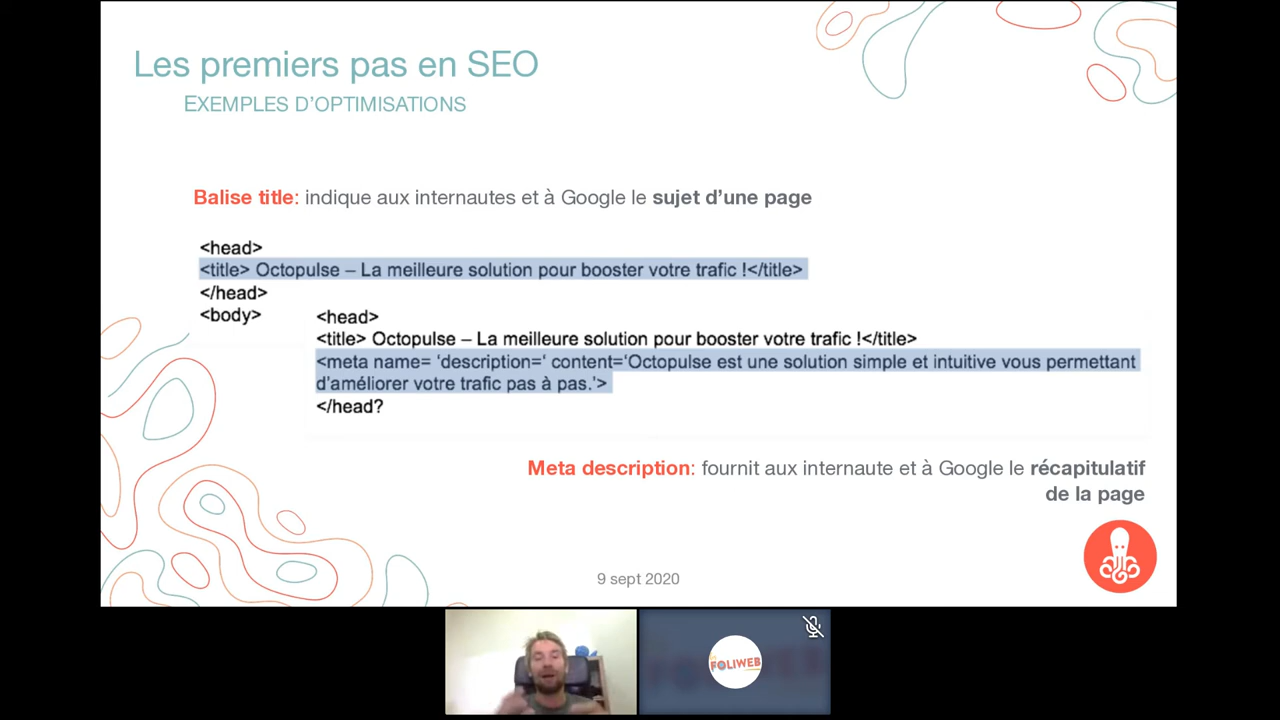 Les premiers pas en SEO
EXEMPLES D'OPTIMISATIONS
Balise title: indique aux internautes et à Google le sujet d'une page
<head>
<title> Octopulse – La meilleure solution pour booster votre trafic !</title>
</head>
<body>
<head>
<title> Octopulse – La meilleure solution pour booster votre trafic !</title>
<meta name= ‘description=‘ content=‘Octopulse est une solution simple et intuitive vous permettant
d’améliorer votre trafic pas à pas.’>
</head?
Meta description: fournit aux internaute et à Google le récapitulatif
de la page
9 sept 2020
FOLIWEB